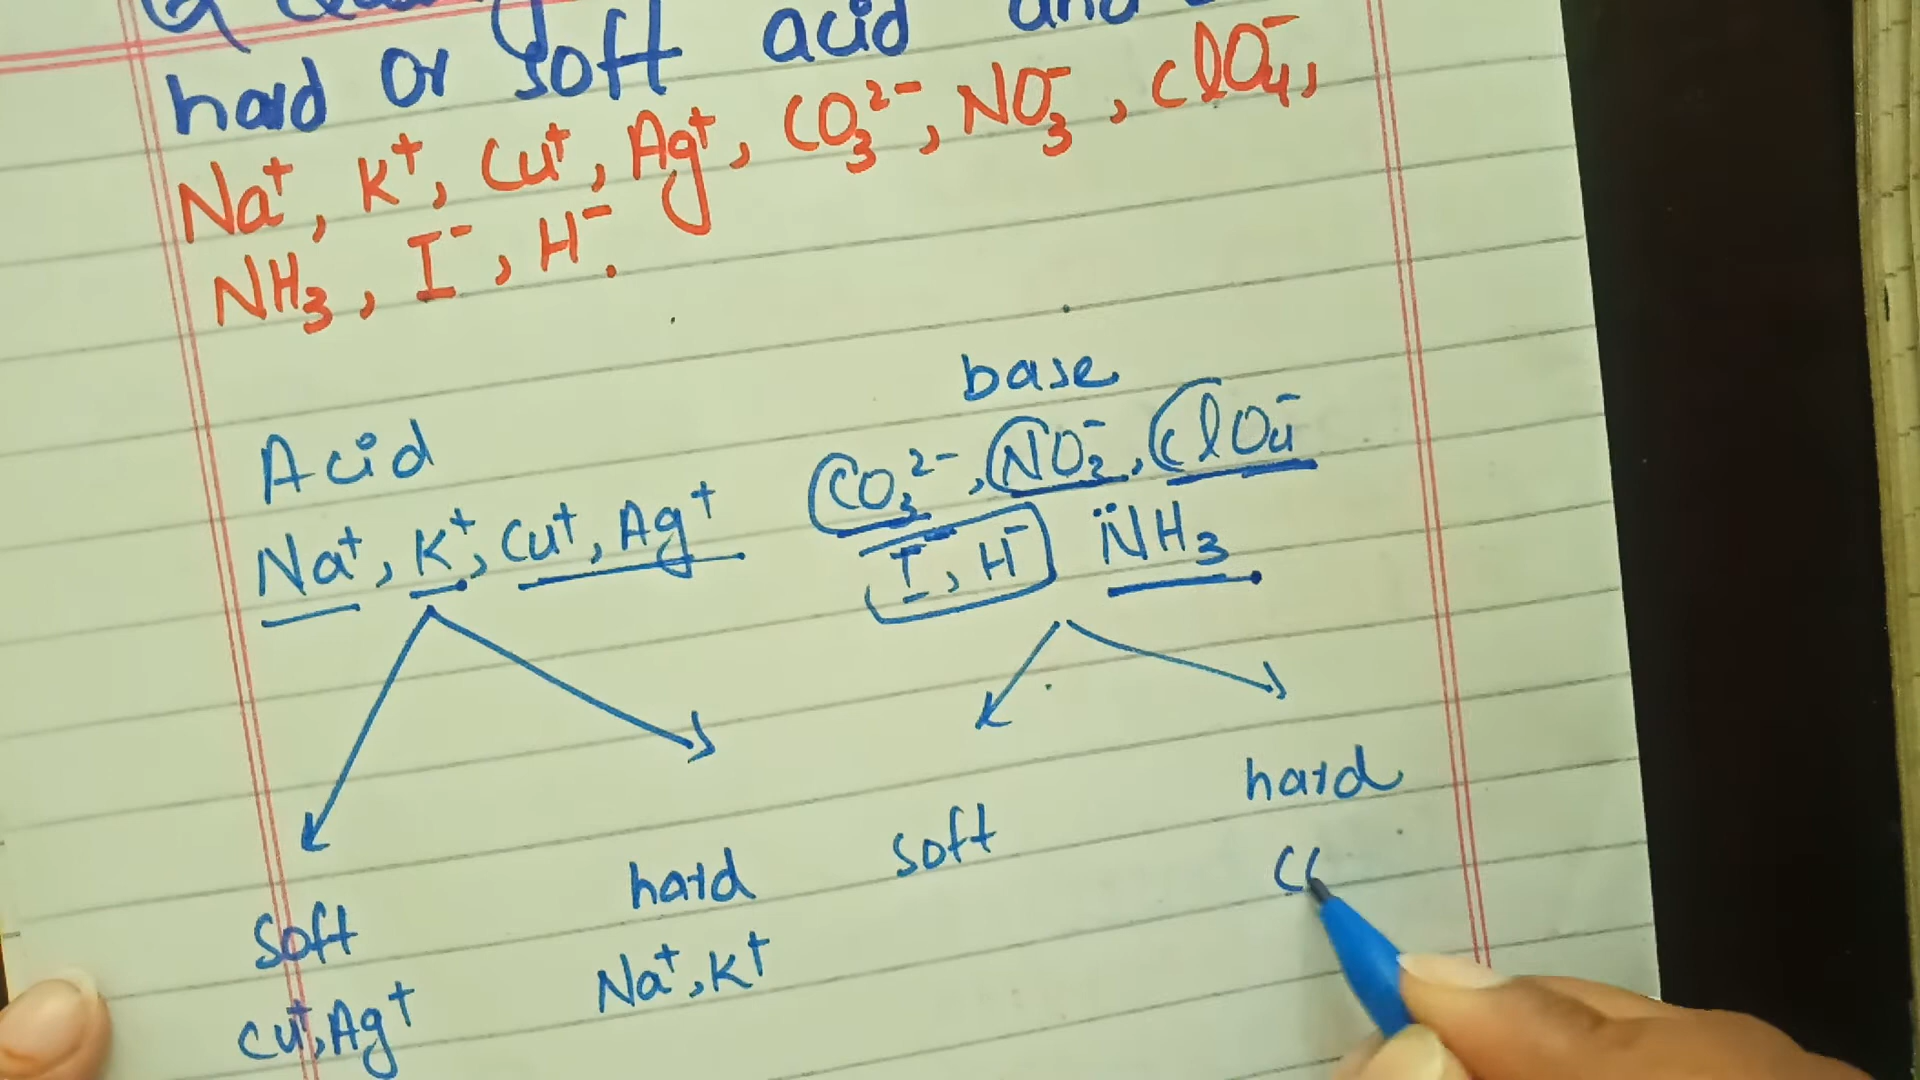 hard or soft acid and
Na⁺, K⁺, Cu⁺, Ag⁺, CO₃²⁻, NO₃⁻, ClO₄⁻,
NH₃, I⁻, H⁻.
base
Acid
CO₃²⁻, NO₂⁻, ClO₄⁻
Na⁺, K⁺, Cu⁺, Ag⁺
I⁻, H⁻ N̈H₃
hard
soft
hard
soft
Na⁺, K⁺
Cu⁺, Ag⁺